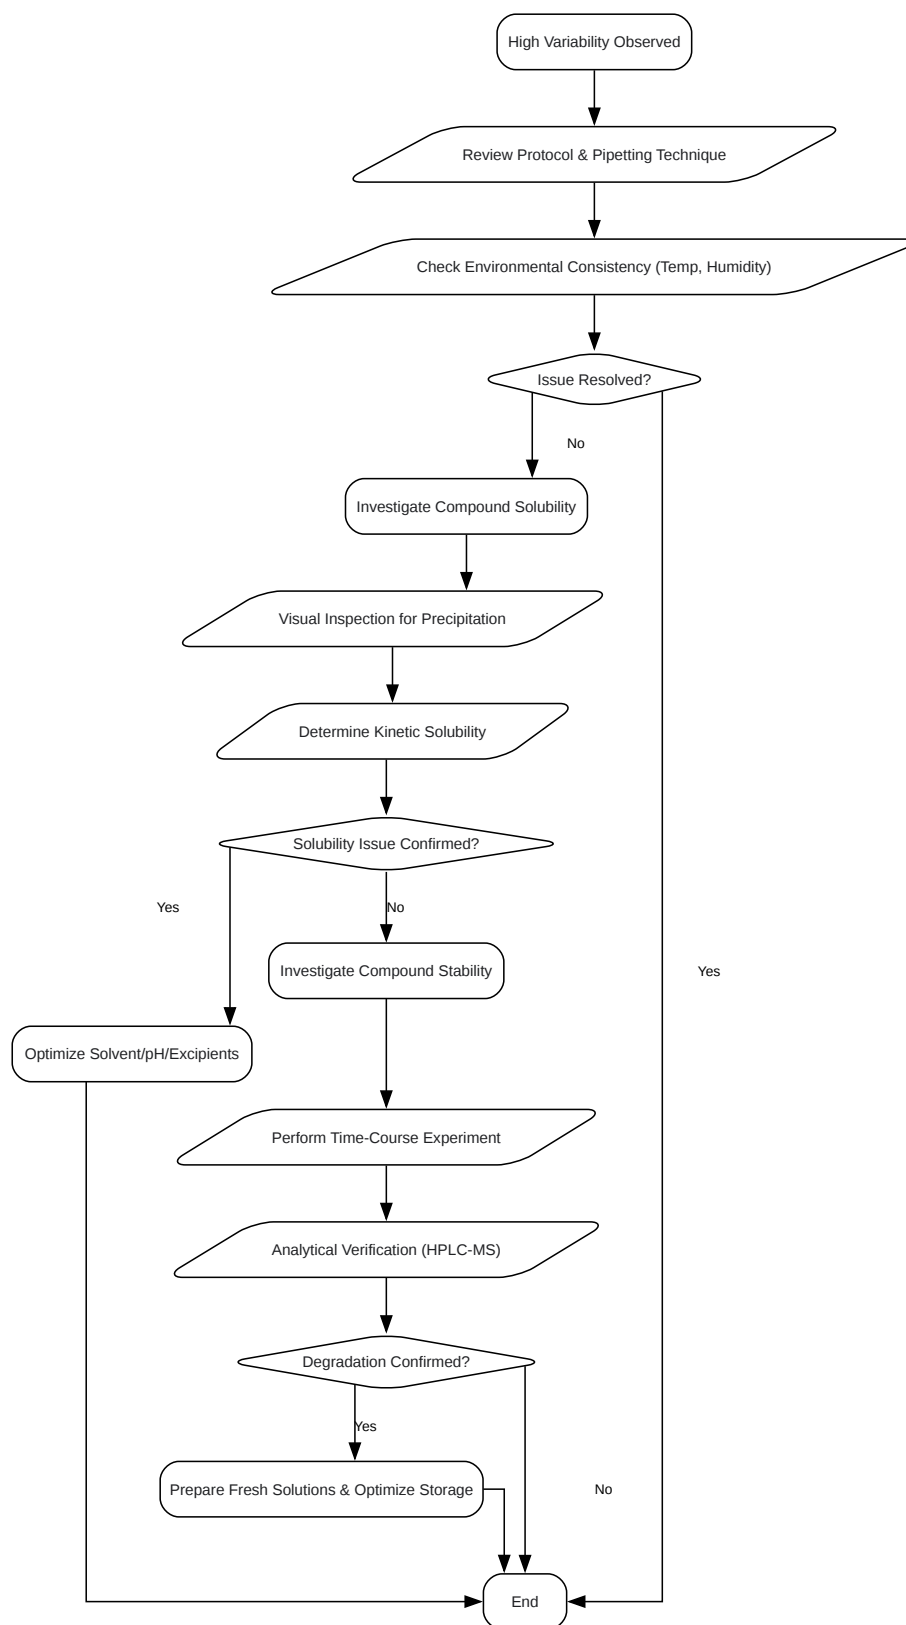 High Variability Observed
Review Protocol & Pipetting Technique
Check Environmental Consistency (Temp, Humidity)
Issue Resolved?
No
Investigate Compound Solubility
Visual Inspection for Precipitation
Determine Kinetic Solubility
Solubility Issue Confirmed?
Yes
No
Investigate Compound Stability
Yes
Optimize Solvent/pH/Excipients
Perform Time-Course Experiment
Analytical Verification (HPLC-MS)
Degradation Confirmed?
Yes
Prepare Fresh Solutions & Optimize Storage
No
End